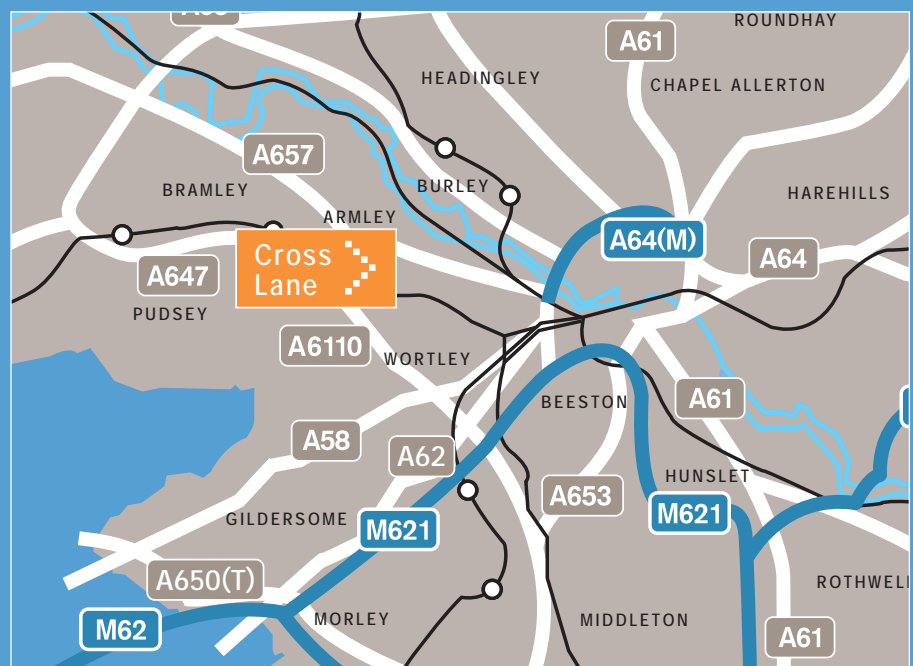 ROUNDHAY
A61
HEADINGLEY
CHAPEL ALLERTON
A657
BRAMLEY
BURLEY
HAREHILLS
ARMLEY
A64(M)
Cross
Lane
A64
A647
PUDSEY
A6110
WORTLEY
BEESTON
A61
A58
A62
HUNSLET
A653
GILDERSOME
M621
M621
A650(T)
ROTHWELL
M62
MORLEY
MIDDLETON
A61